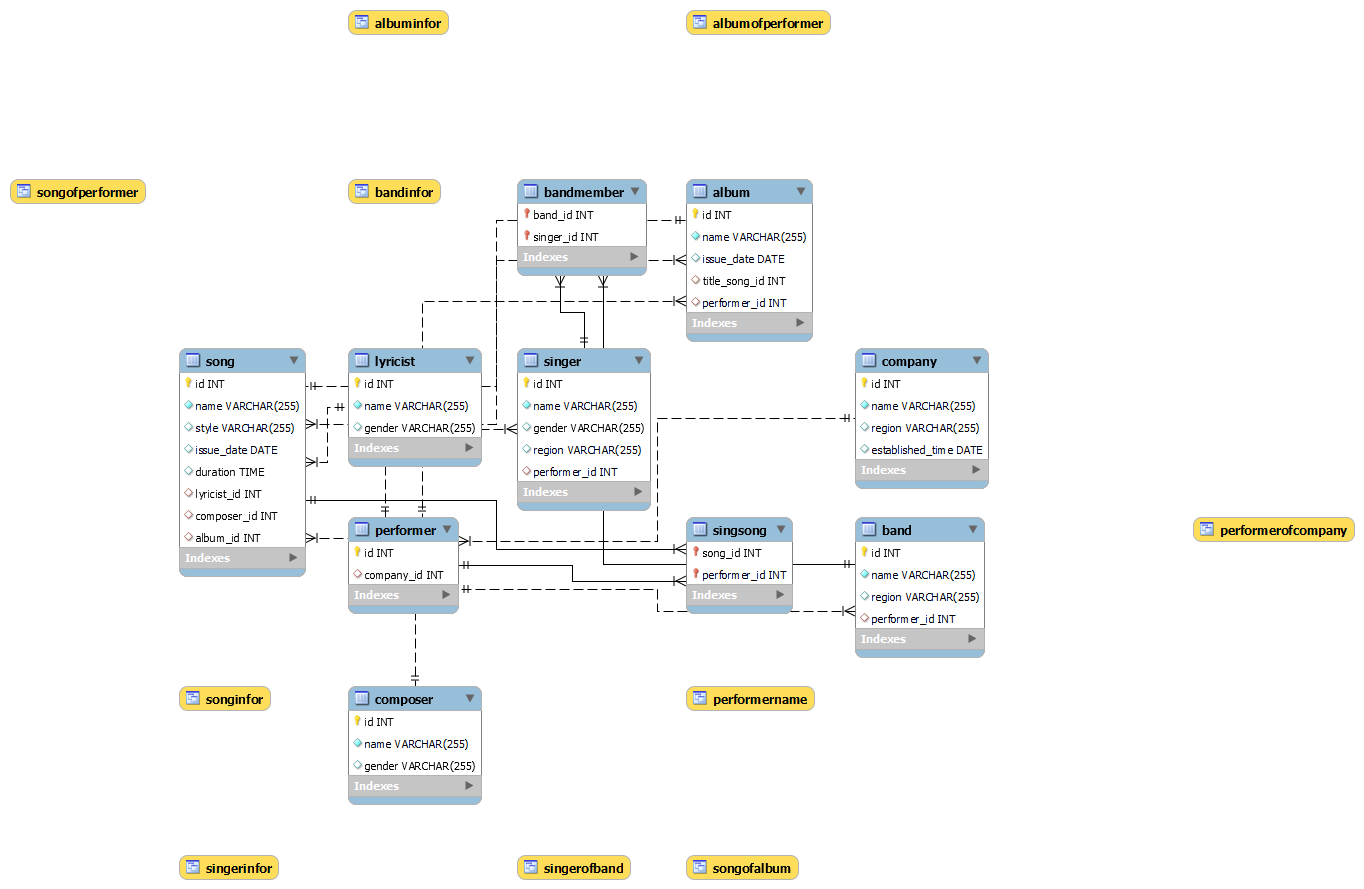 albuminfor
albumofperformer
songofperformer
bandinfor
bandmember
band_id INT
singer_id INT
Indexes
album
id INT
name VARCHAR(255)
issue_date DATE
title_song_id INT
performer_id INT
Indexes
song
id INT
name VARCHAR(255)
style VARCHAR(255)
issue_date DATE
duration TIME
lyricist_id INT
composer_id INT
album_id INT
Indexes
lyricist
id INT
name VARCHAR(255)
gender VARCHAR(255)
Indexes
singer
id INT
name VARCHAR(255)
gender VARCHAR(255)
region VARCHAR(255)
performer_id INT
Indexes
company
id INT
name VARCHAR(255)
region VARCHAR(255)
established_time DATE
Indexes
performer
id INT
company_id INT
Indexes
singsong
song_id INT
performer_id INT
Indexes
band
id INT
name VARCHAR(255)
region VARCHAR(255)
performer_id INT
Indexes
performerofcompany
songinfor
composer
id INT
name VARCHAR(255)
gender VARCHAR(255)
Indexes
performername
singerinfor
singerofband
songofalbum